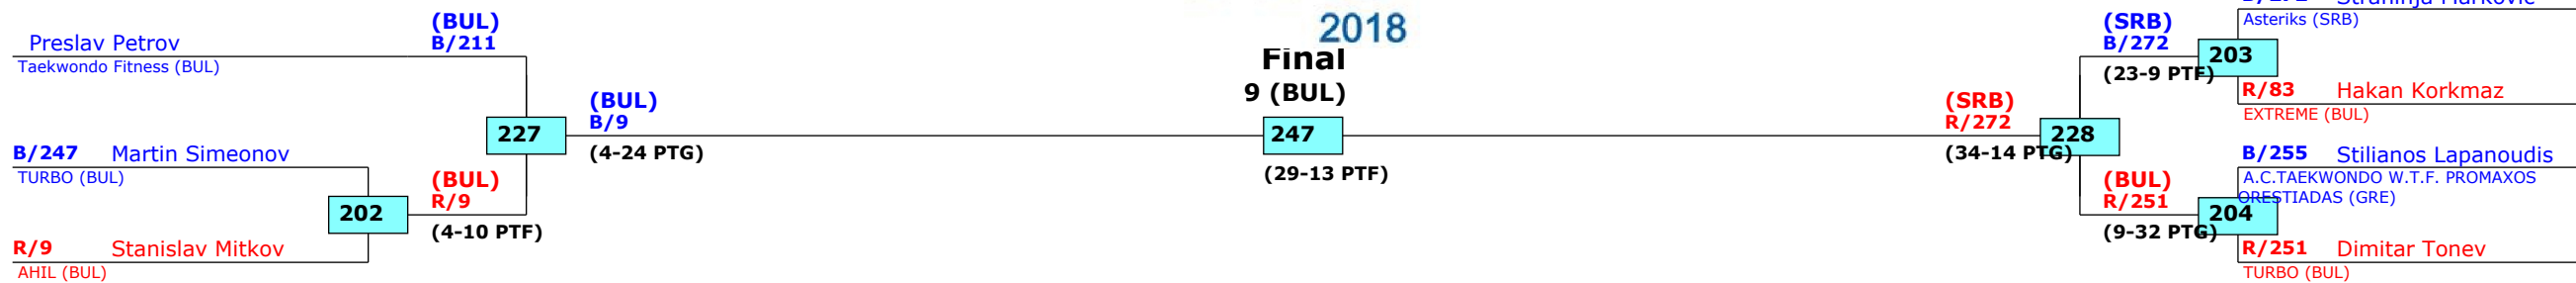 2018
Final
9 (BUL)
247
(29-13 PTF)
(BUL)
B/211
Preslav Petrov
Taekwondo Fitness (BUL)
227
(BUL)
B/9
(4-24 PTG)
B/247 Martin Simeonov
TURBO (BUL)
202
(BUL)
R/9
(4-10 PTF)
R/9 Stanislav Mitkov
AHIL (BUL)
(SRB)
R/272
(34-14 PTG)
228
(SRB)
B/272
(23-9 PTF)
Asteriks (SRB)
203
R/83 Hakan Korkmaz
EXTREME (BUL)
B/255 Stilianos Lapanoudis
A.C.TAEKWONDO W.T.F. PROMAXOS
ORESTIADAS (GRE)
(BUL)
R/251
(9-32 PTG)
204
R/251 Dimitar Tonev
TURBO (BUL)